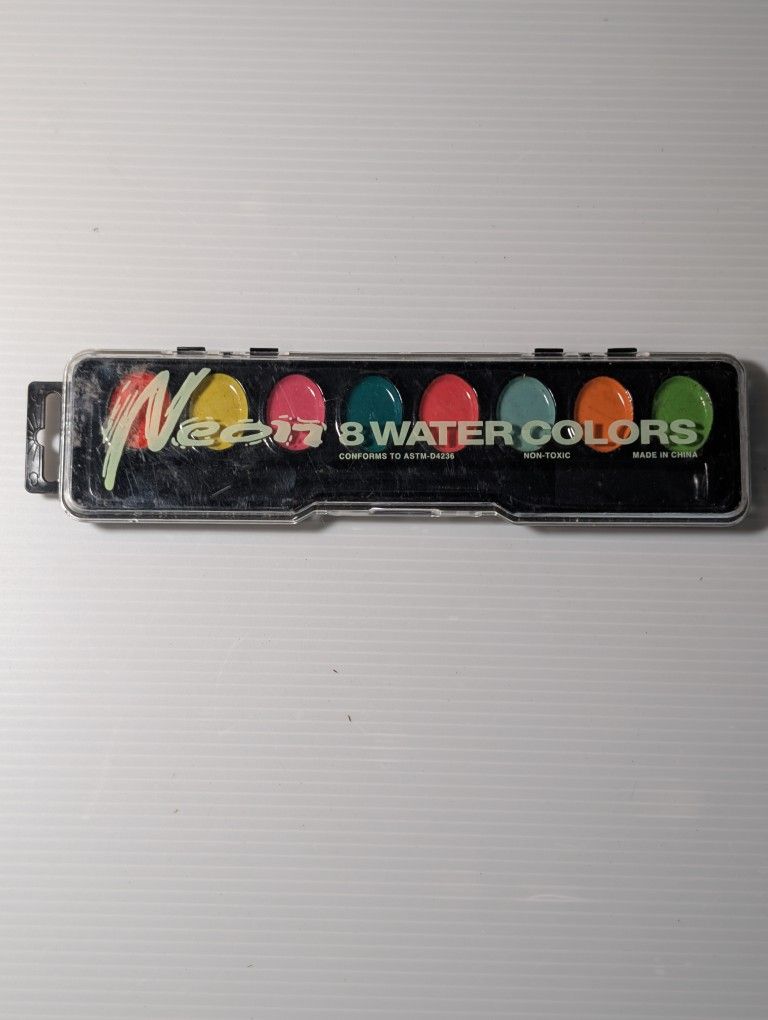 Neon 8 WATER COLORS
CONFORMS TO ASTM-D4236 NON-TOXIC MADE IN CHINA